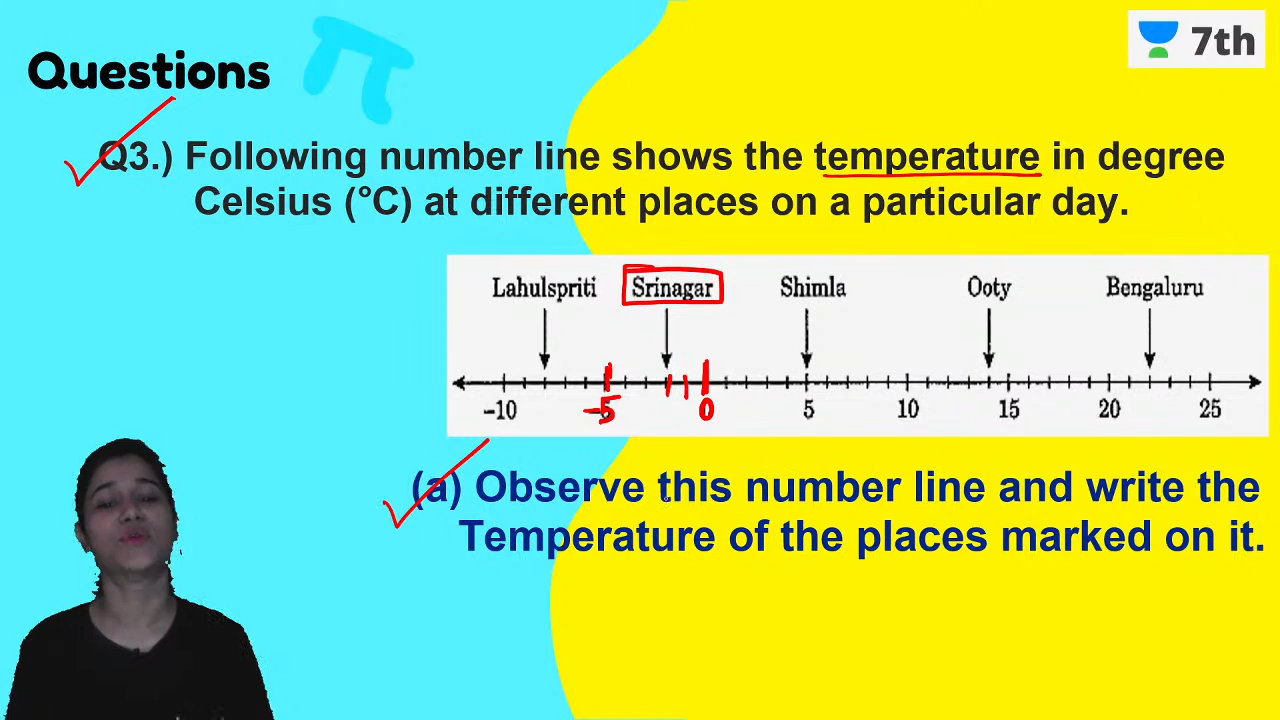 Questions
7th
Q3.) Following number line shows the temperature in degree
Celsius (°C) at different places on a particular day.
Lahulspriti Srinagar Shimla Ooty Bengaluru
-10 -5 0 5 10 15 20 25
(a) Observe this number line and write the
Temperature of the places marked on it.